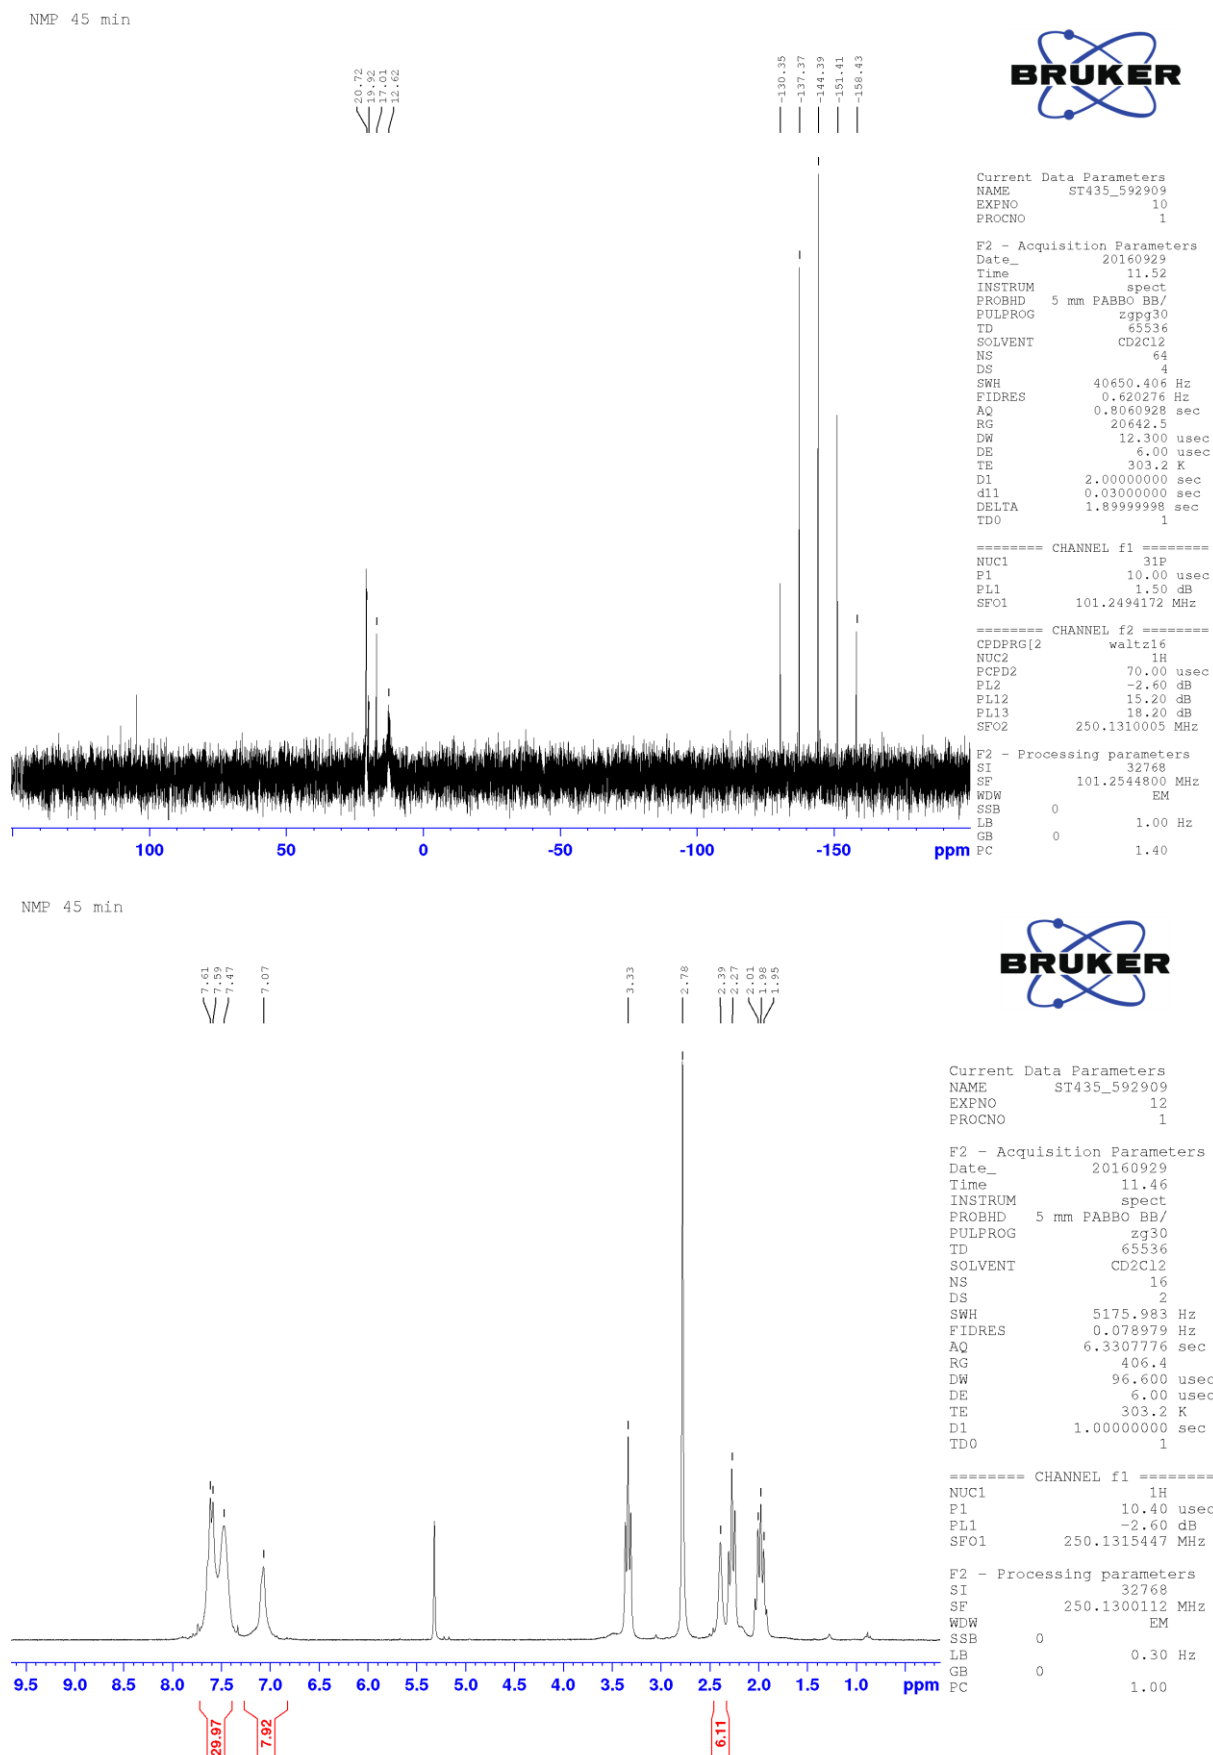 NMP 45 min
20.72
19.92
17.01
12.62
-130.35
-137.37
-144.39
-151.41
-158.43
BRUKER
Current Data Parameters
NAME ST435_592909
EXPNO 10
PROCNO 1
F2 - Acquisition Parameters
Date_ 20160929
Time 11.52
INSTRUM spect
PROBHD 5 mm PABBO BB/
PULPROG zgpg30
TD 65536
SOLVENT CD2Cl2
NS 64
DS 4
SWH 40650.406 Hz
FIDRES 0.620276 Hz
AQ 0.8060928 sec
RG 20642.5
DW 12.300 usec
DE 6.00 usec
TE 303.2 K
D1 2.00000000 sec
d11 0.03000000 sec
DELTA 1.89999998 sec
TD0 1
======== CHANNEL f1 ========
NUC1 31P
P1 10.00 usec
PL1 1.50 dB
SFO1 101.2494172 MHz
======== CHANNEL f2 ========
CPDPRG[2 waltz16
NUC2 1H
PCPD2 70.00 usec
PL2 -2.60 dB
PL12 15.20 dB
PL13 18.20 dB
SFO2 250.1310005 MHz
F2 - Processing parameters
SI 32768
SF 101.2544800 MHz
WDW EM
SSB 0
LB 1.00 Hz
GB 0
PC 1.40
100 50 0 -50 -100 -150 ppm
NMP 45 min
7.61
7.59
7.47
7.07
3.33
2.78
2.39
2.27
2.01
1.98
1.95
BRUKER
Current Data Parameters
NAME ST435_592909
EXPNO 12
PROCNO 1
F2 - Acquisition Parameters
Date_ 20160929
Time 11.46
INSTRUM spect
PROBHD 5 mm PABBO BB/
PULPROG zg30
TD 65536
SOLVENT CD2Cl2
NS 16
DS 2
SWH 5175.983 Hz
FIDRES 0.078979 Hz
AQ 6.3307776 sec
RG 406.4
DW 96.600 usec
DE 6.00 usec
TE 303.2 K
D1 1.00000000 sec
TD0 1
======== CHANNEL f1 ========
NUC1 1H
P1 10.40 usec
PL1 -2.60 dB
SFO1 250.1315447 MHz
F2 - Processing parameters
SI 32768
SF 250.1300112 MHz
WDW EM
SSB 0
LB 0.30 Hz
GB 0
PC 1.00
9.5 9.0 8.5 8.0 7.5 7.0 6.5 6.0 5.5 5.0 4.5 4.0 3.5 3.0 2.5 2.0 1.5 1.0 ppm
29.97
7.92
6.11